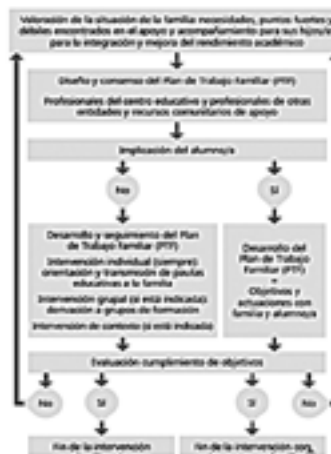 Valoración de la situación de la familia: necesidades, puntos fuertes y
débiles encontrados en el apoyo y acompañamiento para sus hijos/as
para la integración y mejora del rendimiento académico
Diseño y consenso del Plan de Trabajo Familiar (PTF)
Profesionales del centro educativo y profesionales de otras
entidades y recursos comunitarios de apoyo
Implicación del alumno/a
No
Sí
Desarrollo y seguimiento del Plan
de Trabajo Familiar (PTF)
Intervención individual (siempre):
orientación y transmisión de pautas
educativas a la familia
Intervención grupal (si está indicada):
derivación a grupos de formación
Intervención de contexto (si está indicada)
Desarrollo del
Plan de Trabajo
Familiar (PTF)
+
Objetivos y
actuaciones con
familia y alumno/a
Evaluación cumplimiento de objetivos
No
Sí
Sí
No
Fin de la intervención
Fin de la intervención con